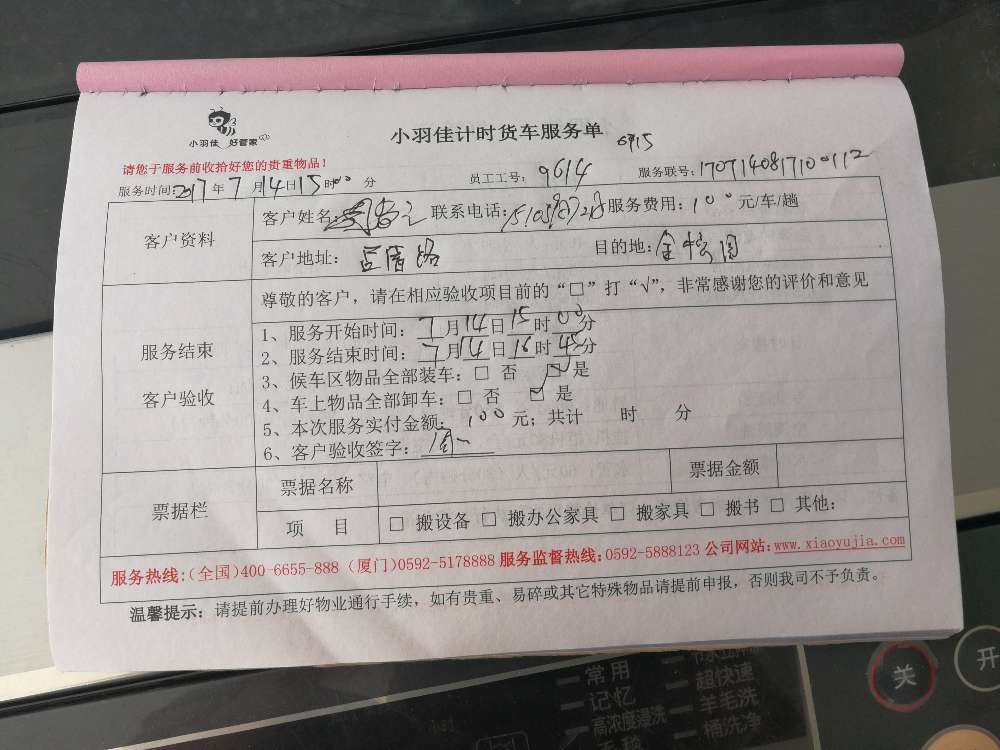 小羽佳 好管家
小羽佳计时货车服务单
6915
请您于服务前收拾好您的贵重物品!
服务时间:2017年7月14日15时00分 员工工号: 9614 服务联号:
客户资料
客户姓名: 联系电话: 服务费用:100元/车/趟
客户地址: 目的地:
服务结束
客户验收
尊敬的客户,请在相应验收项目前的“□”打“√”,非常感谢您的评价和意见
1、服务开始时间:7月14日15时00分
2、服务结束时间:7月14日16时45分
3、候车区物品全部装车:□ 否 ☑ 是
4、车上物品全部卸车:□ 否 ☑ 是
5、本次服务实付金额:100元;共计 时 分
6、客户验收签字:
票据栏
票据名称 票据金额
项 目 □ 搬设备 □ 搬办公家具 □ 搬家具 □ 搬书 □ 其他:
服务热线:(全国)400-6655-888 (厦门)0592-5178888 服务监督热线:0592-5888123 公司网站:www.xiaoyujia.com
温馨提示:请提前办理好物业通行手续,如有贵重、易碎或其它特殊物品请提前申报,否则我司不予负责。
常用
记忆
高浓度漂洗
毛毯
超快速
羊毛洗
桶洗净
关
开